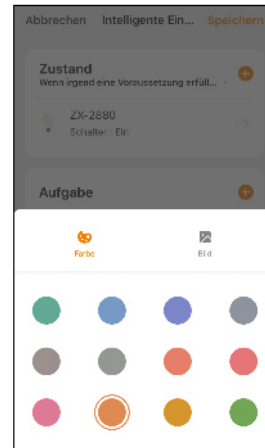 Abbrechen Intelligente Ein... Speichern
Zustand
Wenn irgend eine Voraussetzung erfüll...
ZX-2880
Schalter · Ein
Aufgabe
Farbe Bild